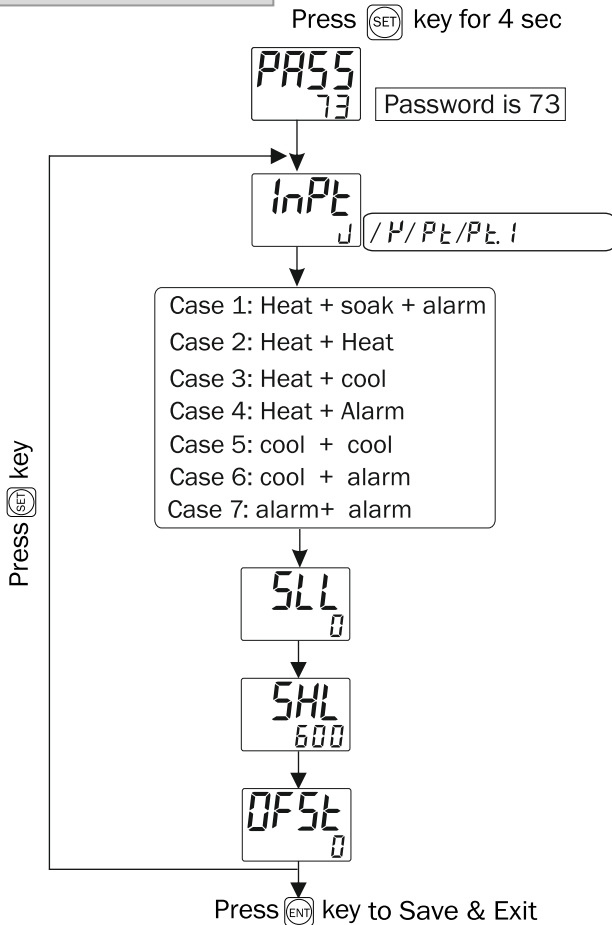 Press SET key for 4 sec
PASS
73
Password is 73
InPt
J / K / Pt / Pt. 1
Case 1: Heat + soak + alarm
Case 2: Heat + Heat
Case 3: Heat + cool
Case 4: Heat + Alarm
Case 5: cool + cool
Case 6: cool + alarm
Case 7: alarm+ alarm
Press SET key
SLL
0
SHL
600
OFSt
0
Press ENT key to Save & Exit